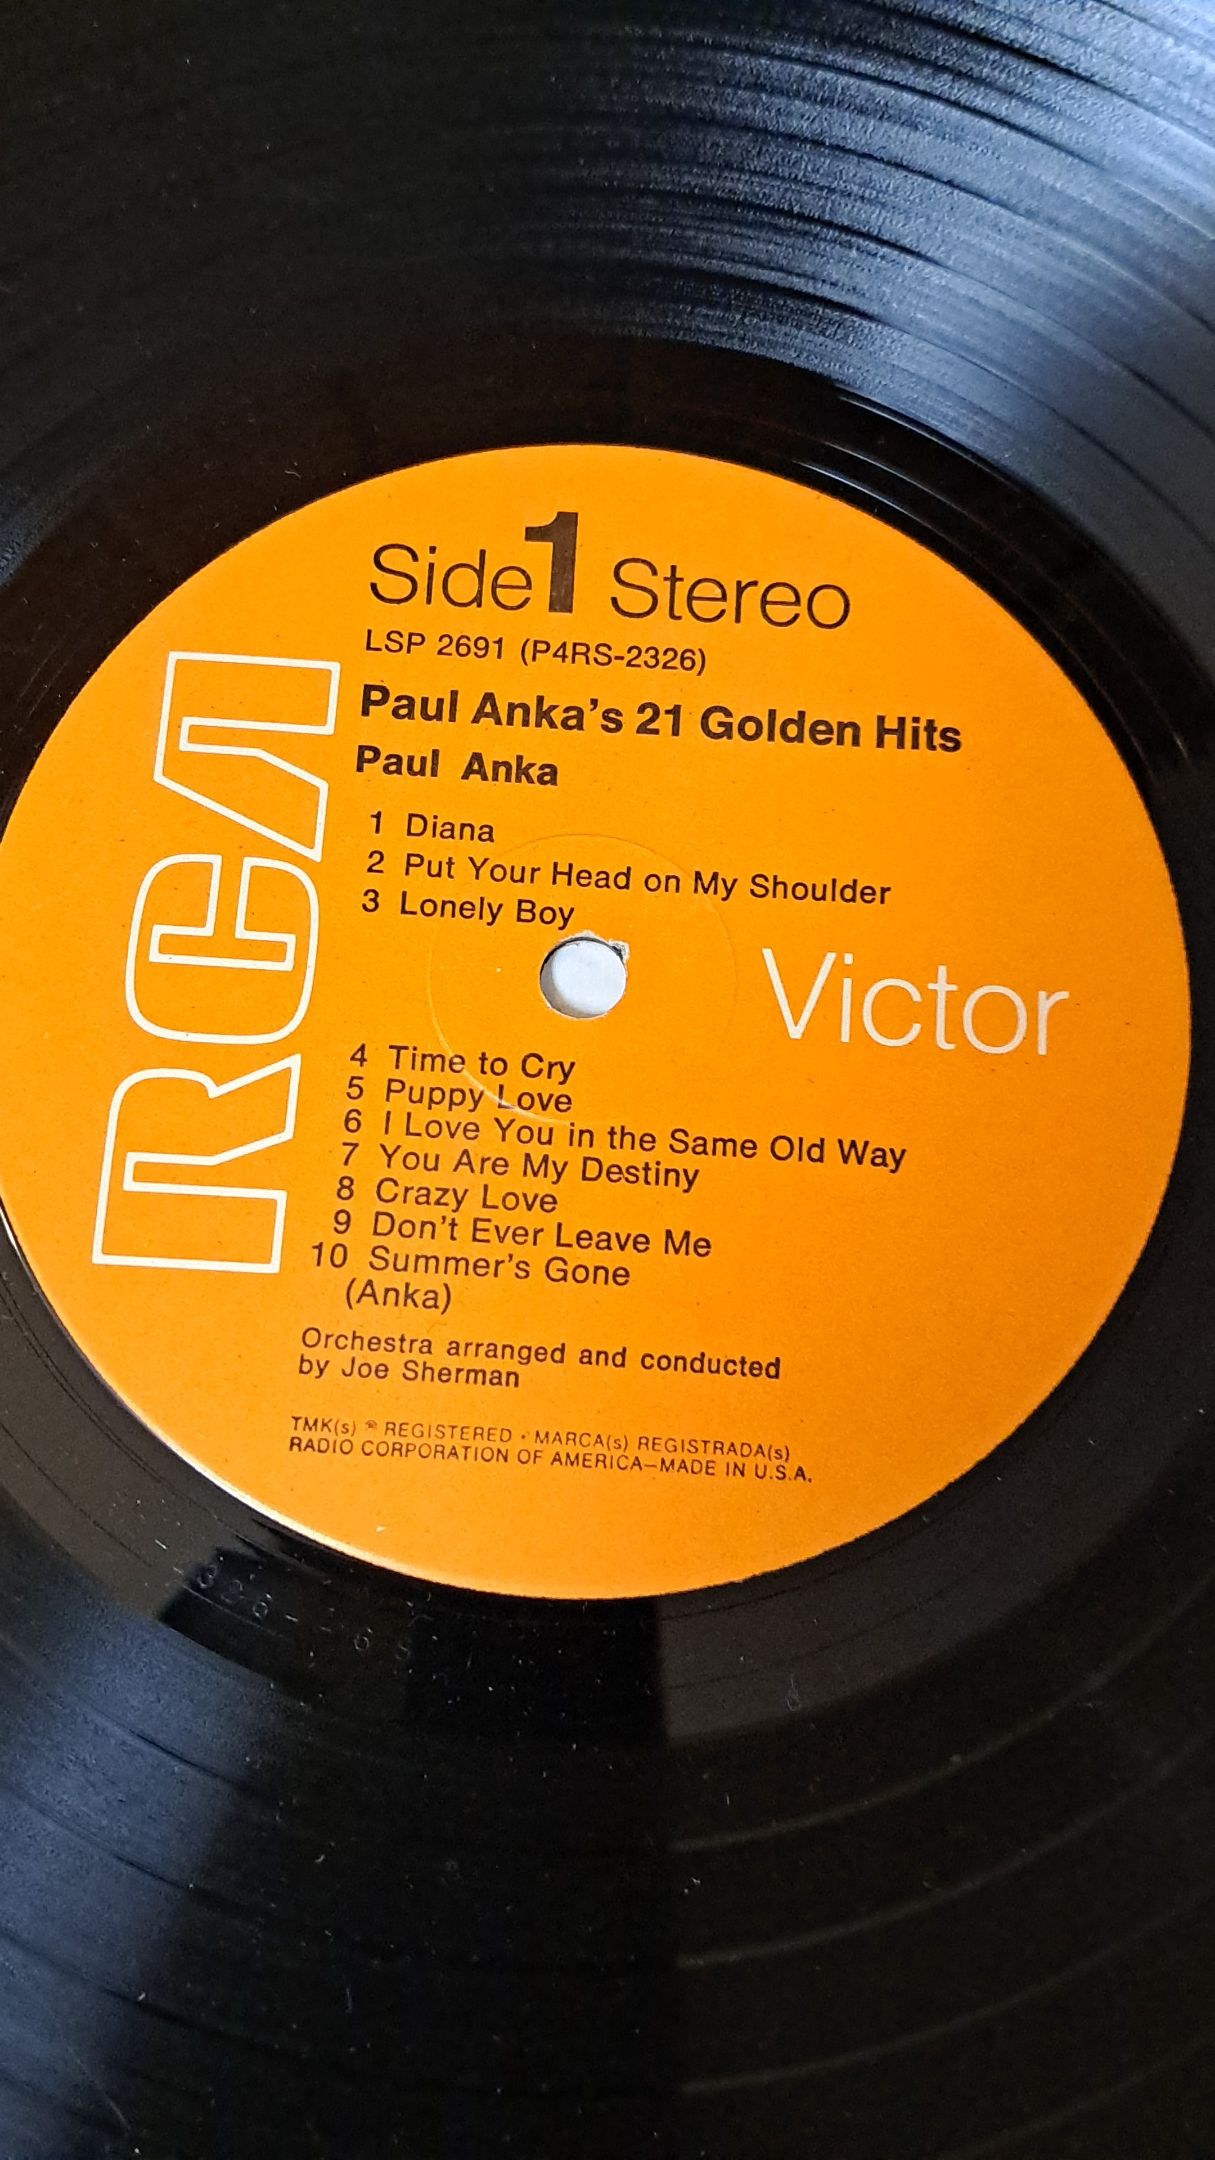 Side 1 Stereo
LSP 2691 (P4RS-2326)
Paul Anka's 21 Golden Hits
Paul Anka
1 Diana
2 Put Your Head on My Shoulder
3 Lonely Boy
RCA
Victor
4 Time to Cry
5 Puppy Love
6 I Love You in the Same Old Way
7 You Are My Destiny
8 Crazy Love
9 Don't Ever Leave Me
10 Summer's Gone
(Anka)
Orchestra arranged and conducted
by Joe Sherman
TMK(s) ® REGISTERED • MARCA(s) REGISTRADA(s)
RADIO CORPORATION OF AMERICA—MADE IN U.S.A.